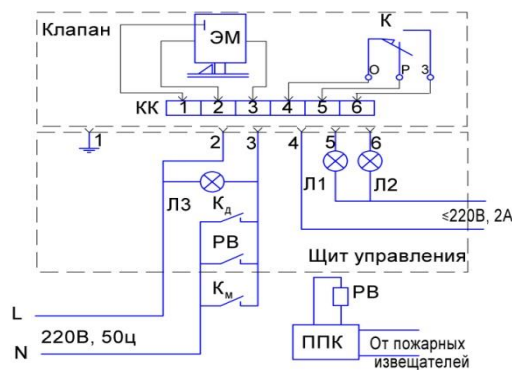 Клапан ЭМ К
О Р З
КК 1 2 3 4 5 6
1 2 3 4 5 6
Л3 Кд Л1 Л2
≤220В, 2А
РВ
Щит управления
Км
L
220В, 50ц
N
РВ
ППК
От пожарных
извещателей